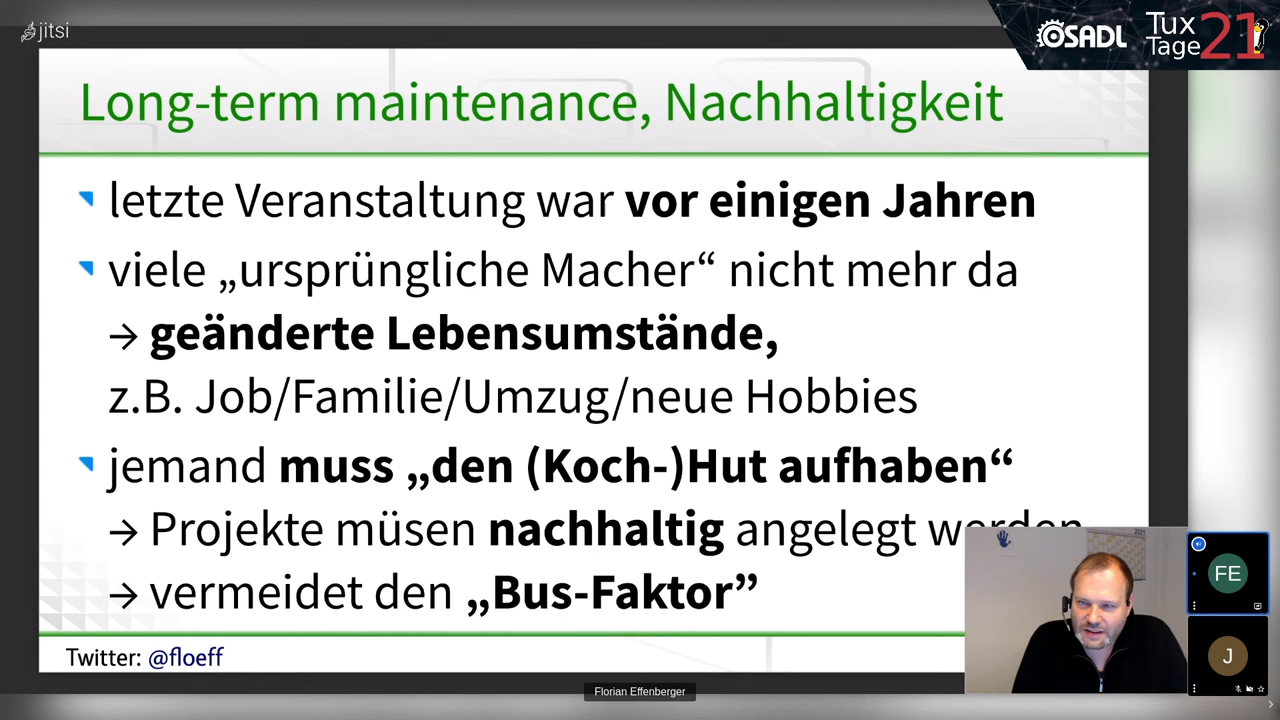 jitsi
OSADL
Tux
Tage 21
Long-term maintenance, Nachhaltigkeit
letzte Veranstaltung war vor einigen Jahren
viele „ursprüngliche Macher“ nicht mehr da
→ geänderte Lebensumstände,
z.B. Job/Familie/Umzug/neue Hobbies
jemand muss „den (Koch-)Hut aufhaben“
→ Projekte müsen nachhaltig angelegt werden
→ vermeidet den „Bus-Faktor”
Twitter: @floeff
2021
FE
J
Florian Effenberger